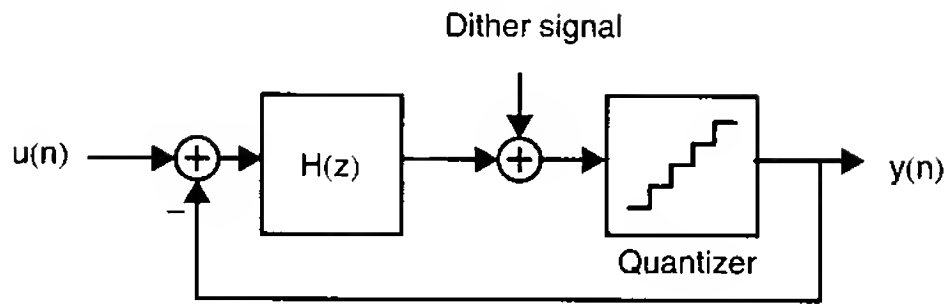 Dither signal
u(n)
+
H(z)
+
y(n)
−
Quantizer